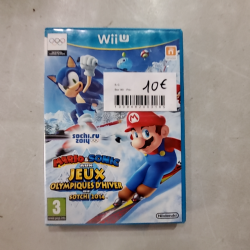 Wii U
10€
sochi.ru
2014
MARIO & SONIC
AUX
JEUX
OLYMPIQUES D'HIVER
SOTCHI 2014
3
Nintendo